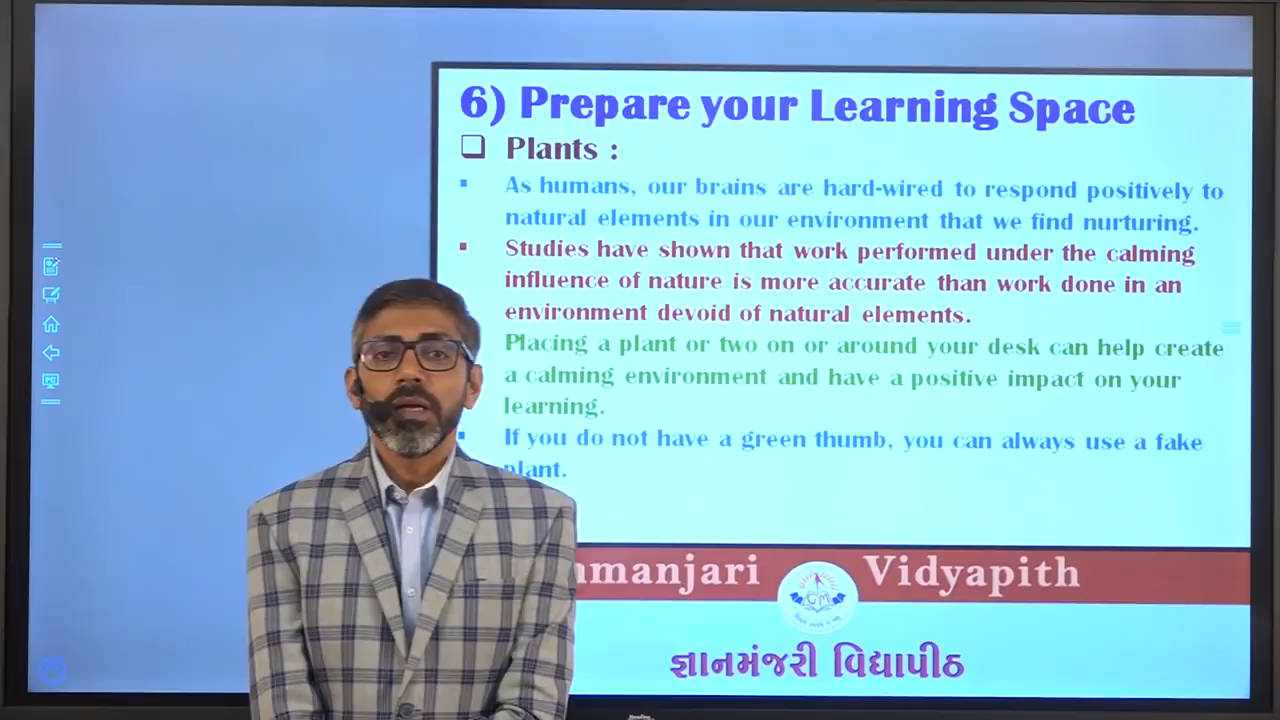 6) Prepare your Learning Space
❑ Plants :
▪ As humans, our brains are hard-wired to respond positively to
natural elements in our environment that we find nurturing.
▪ Studies have shown that work performed under the calming
influence of nature is more accurate than work done in an
environment devoid of natural elements.
Placing a plant or two on or around your desk can help create
a calming environment and have a positive impact on your
learning.
▪ If you do not have a green thumb, you can always use a fake
plant.
nmanjari Vidyapith
GM
જ્ઞાનમંજરી વિદ્યાપીઠ